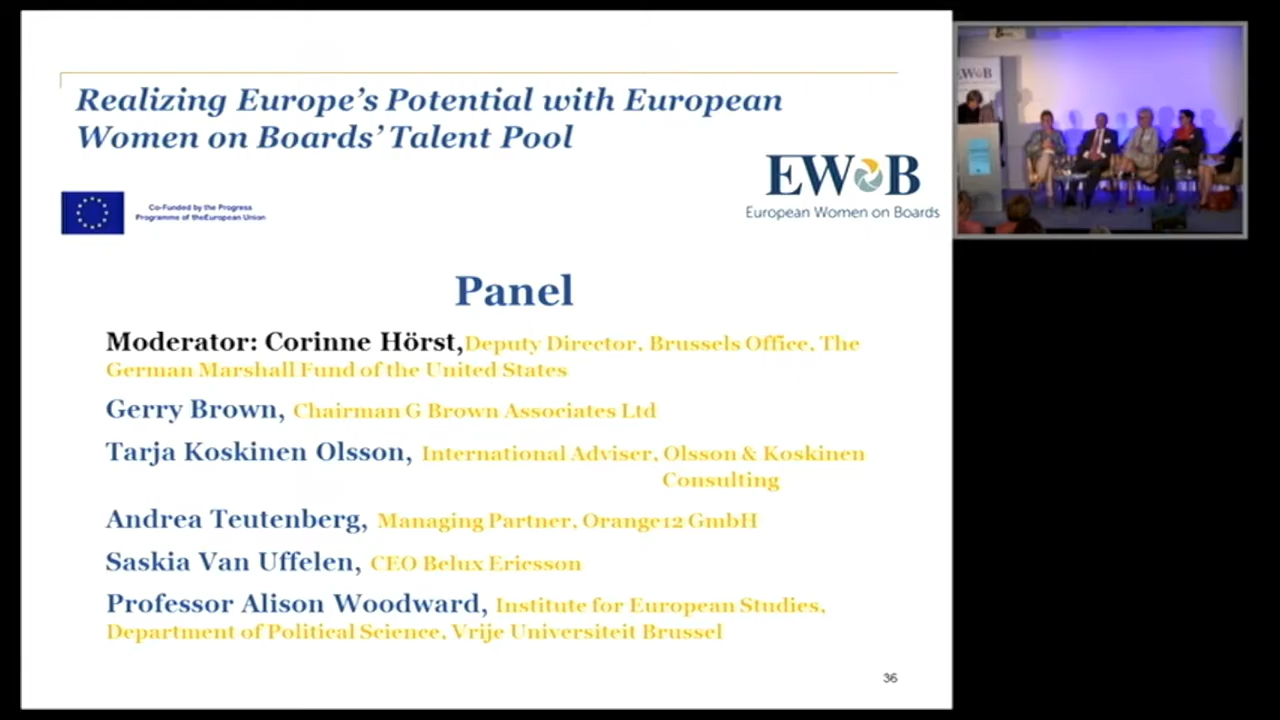 Realizing Europe's Potential with European
Women on Boards' Talent Pool
EWoB
European Women on Boards
Co-Funded by the Progress
Programme of theEuropean Union
Panel
Moderator: Corinne Hörst,Deputy Director, Brussels Office, The
German Marshall Fund of the United States
Gerry Brown, Chairman G Brown Associates Ltd
Tarja Koskinen Olsson, International Adviser, Olsson & Koskinen
Consulting
Andrea Teutenberg, Managing Partner, Orange12 GmbH
Saskia Van Uffelen, CEO Belux Ericsson
Professor Alison Woodward, Institute for European Studies,
Department of Political Science, Vrije Universiteit Brussel
36
EWoB